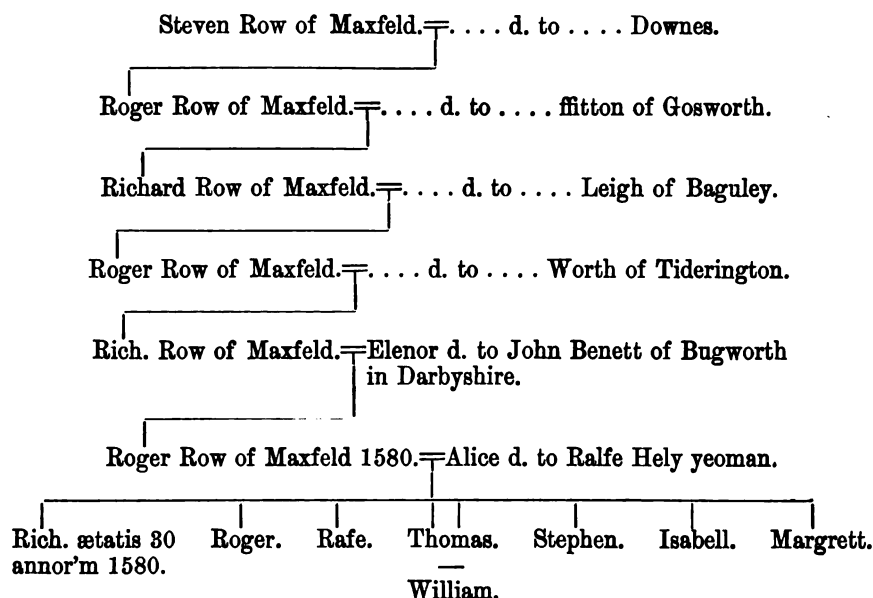 Steven Row of Maxfeld.=. . . . d. to . . . . Downes.
Roger Row of Maxfeld.=. . . . d. to . . . . ffitton of Gosworth.
Richard Row of Maxfeld.=. . . . d. to . . . . Leigh of Baguley.
Roger Row of Maxfeld.=. . . . d. to . . . . Worth of Tiderington.
Rich. Row of Maxfeld.=Elenor d. to John Benett of Bugworth
in Darbyshire.
Roger Row of Maxfeld 1580.=Alice d. to Ralfe Hely yeoman.
Rich. ætatis 30 Roger. Rafe. Thomas. Stephen. Isabell. Margrett.
annor'm 1580.
—
William.